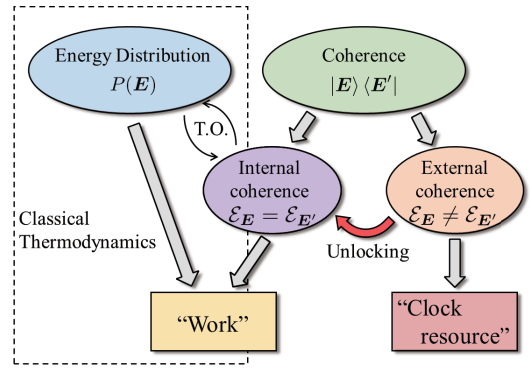 Energy Distribution
P(E)
Coherence
|E⟩ ⟨E′|
T.O.
Internal
coherence
ℰ_E = ℰ_E′
External
coherence
ℰ_E ≠ ℰ_E′
Classical
Thermodynamics
Unlocking
“Work”
“Clock
resource”